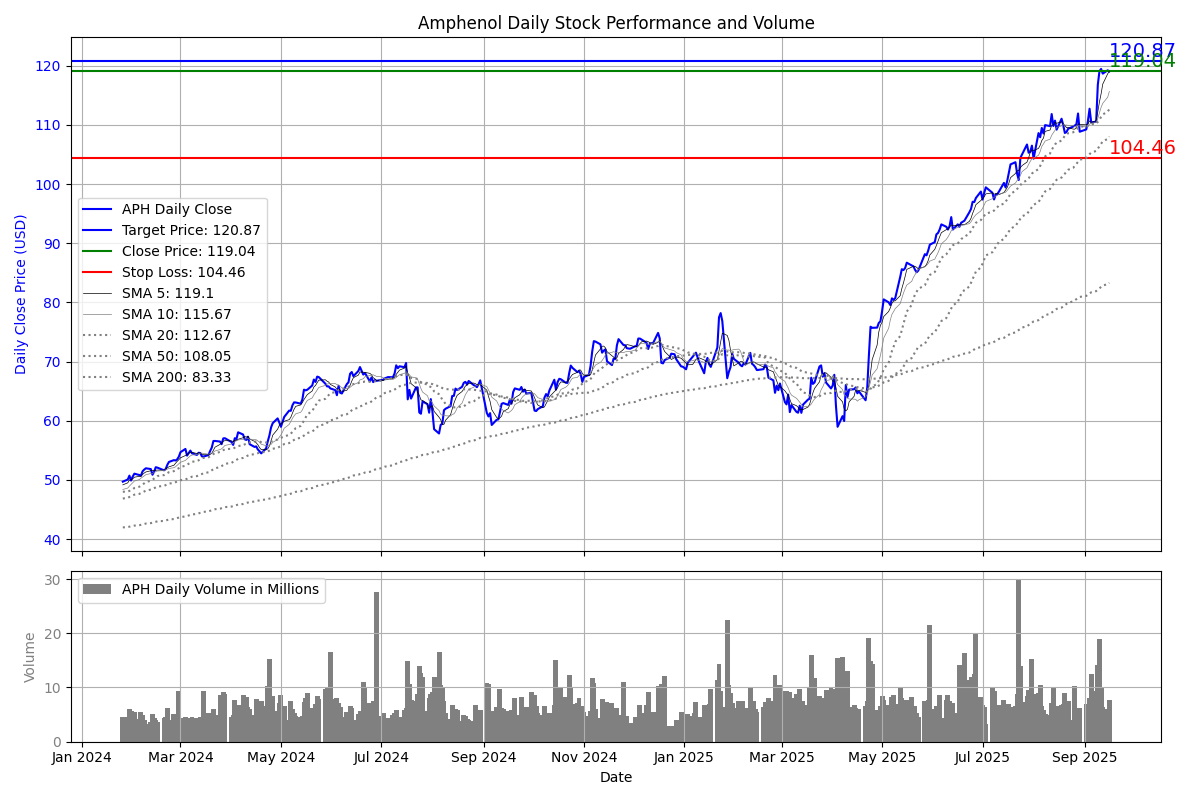 Amphenol Daily Stock Performance and Volume
120.87
119.04
104.46
Daily Close Price (USD)
120
110
100
90
80
70
60
50
40
APH Daily Close
Target Price: 120.87
Close Price: 119.04
Stop Loss: 104.46
SMA 5: 119.1
SMA 10: 115.67
SMA 20: 112.67
SMA 50: 108.05
SMA 200: 83.33
Volume
30
20
10
0
APH Daily Volume in Millions
Jan 2024 Mar 2024 May 2024 Jul 2024 Sep 2024 Nov 2024 Jan 2025 Mar 2025 May 2025 Jul 2025 Sep 2025
Date